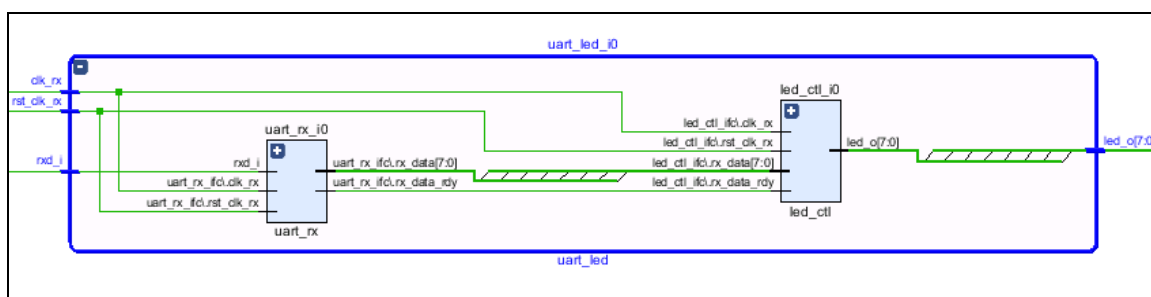 uart_led_i0
clk_rx
rst_clk_rx
rxd_i
uart_rx_i0
rxd_i
uart_rx_ifc\.clk_rx
uart_rx_ifc\.rst_clk_rx
uart_rx_ifc\.rx_data[7:0]
uart_rx_ifc\.rx_data_rdy
uart_rx
led_ctl_i0
led_ctl_ifc\.clk_rx
led_ctl_ifc\.rst_clk_rx
led_ctl_ifc\.rx_data[7:0]
led_ctl_ifc\.rx_data_rdy
led_o[7:0]
led_ctl
led_o[7:0
uart_led